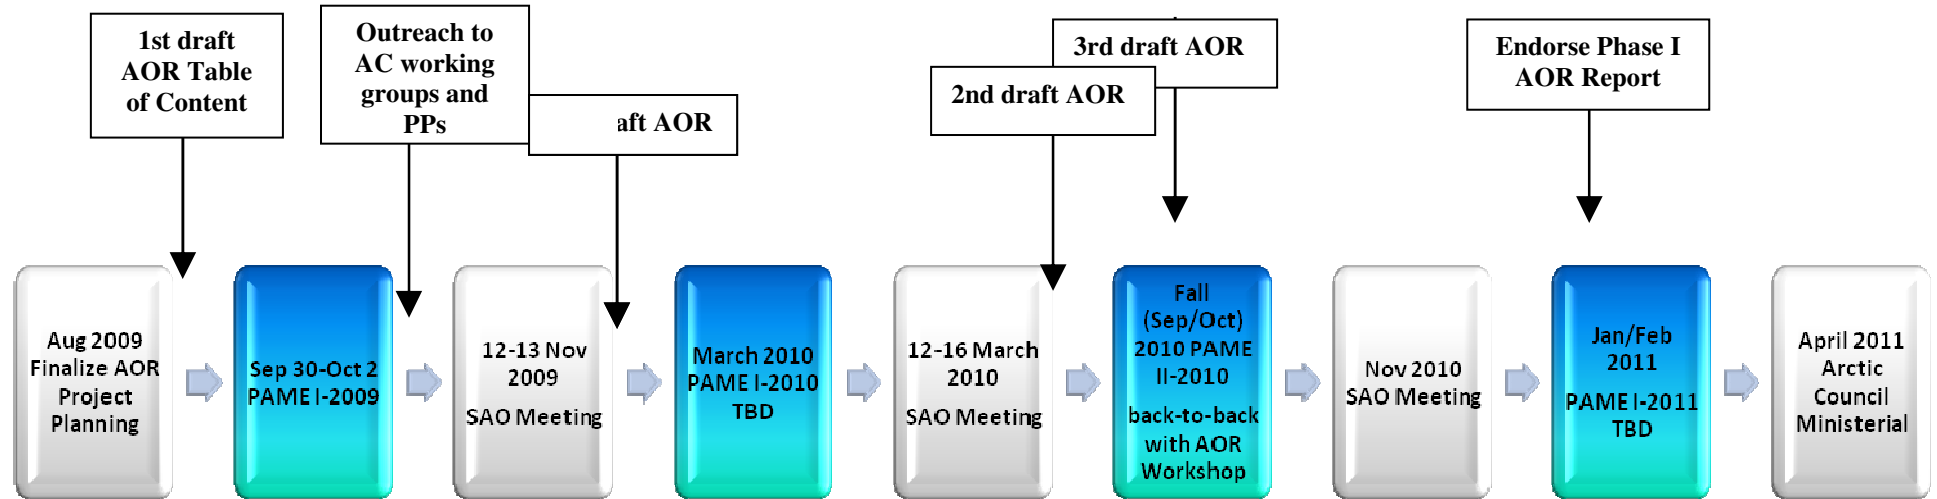 1st draft
AOR Table
of Content
Outreach to
AC working
groups and
PPs
aft AOR
2nd draft AOR
3rd draft AOR
Endorse Phase I
AOR Report
Aug 2009
Finalize AOR
Project
Planning
Sep 30-Oct 2
PAME I-2009
12-13 Nov
2009
SAO Meeting
March 2010
PAME I-2010
TBD
12-16 March
2010
SAO Meeting
Fall
(Sep/Oct)
2010 PAME
II-2010
back-to-back
with AOR
Workshop
Nov 2010
SAO Meeting
Jan/Feb
2011
PAME I-2011
TBD
April 2011
Arctic
Council
Ministerial